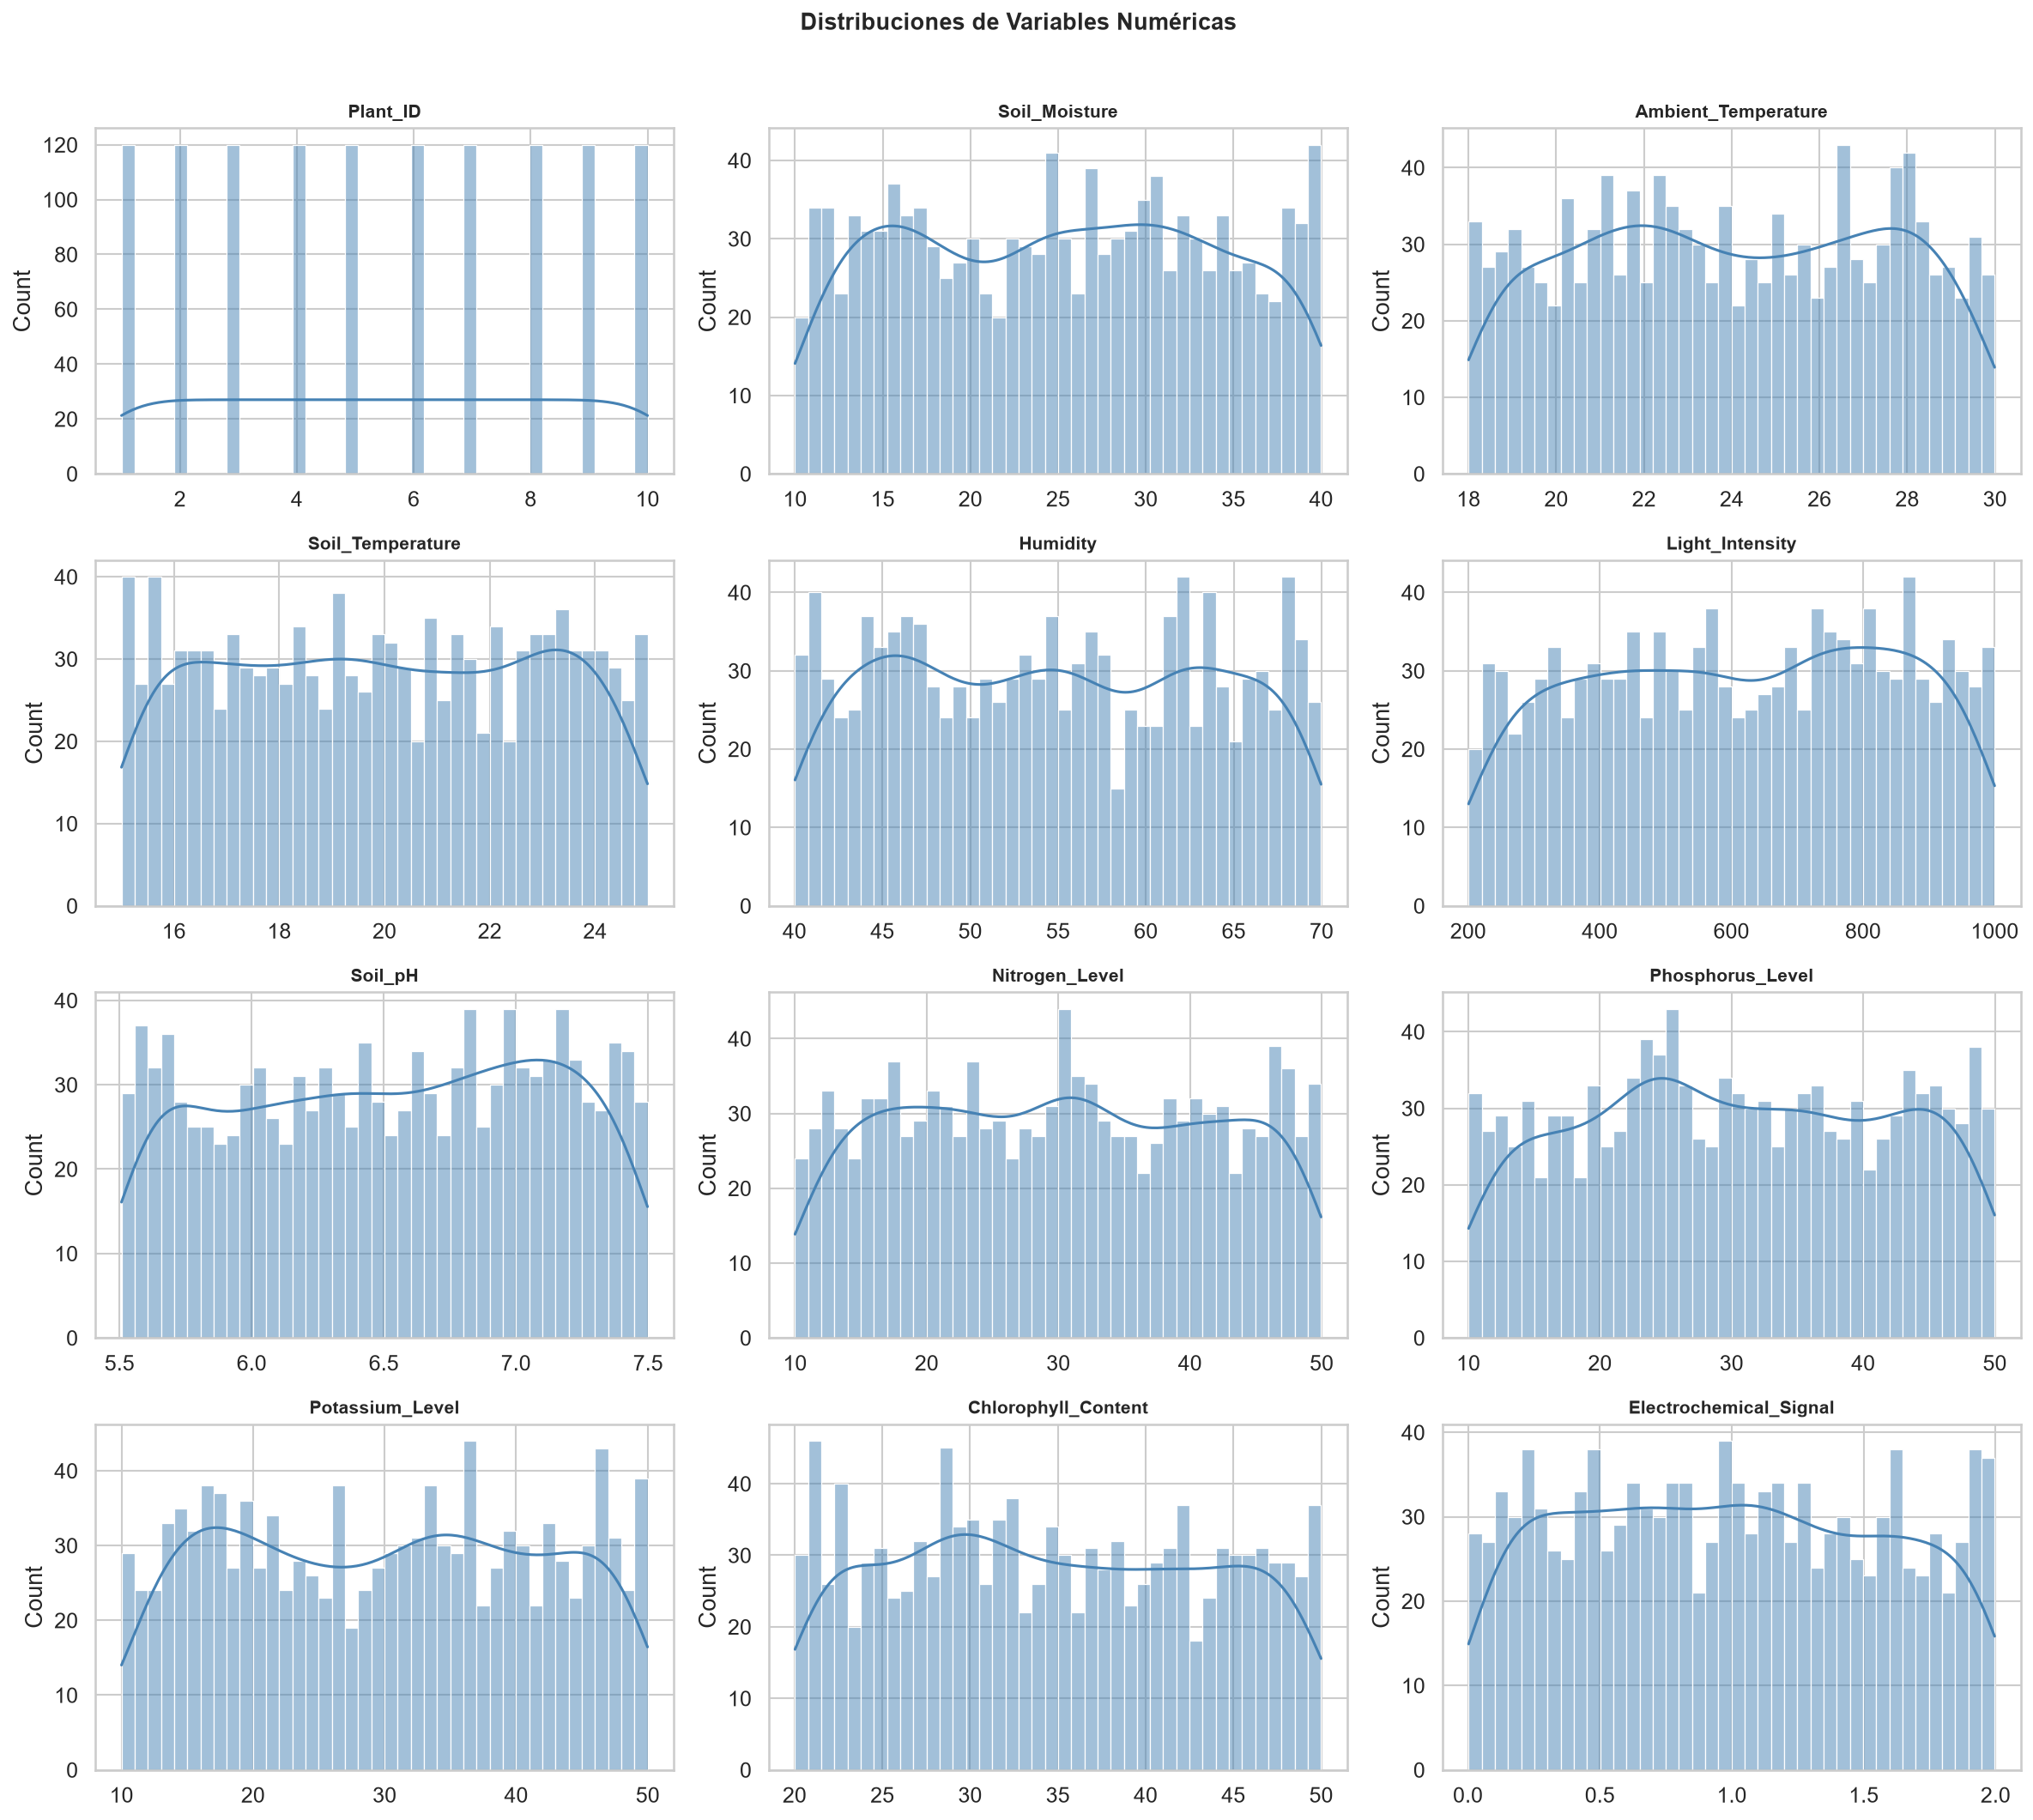 Distribuciones de Variables Numéricas
Plant_ID
Count
120
100
80
60
40
20
0
2 4 6 8 10
Soil_Moisture
Count
40
30
20
10
0
10 15 20 25 30 35 40
Ambient_Temperature
Count
40
30
20
10
0
18 20 22 24 26 28 30
Soil_Temperature
Count
40
30
20
10
0
16 18 20 22 24
Humidity
Count
40
30
20
10
0
40 45 50 55 60 65 70
Light_Intensity
Count
40
30
20
10
0
200 400 600 800 1000
Soil_pH
Count
40
30
20
10
0
5.5 6.0 6.5 7.0 7.5
Nitrogen_Level
Count
40
30
20
10
0
10 20 30 40 50
Phosphorus_Level
Count
40
30
20
10
0
10 20 30 40 50
Potassium_Level
Count
40
30
20
10
0
10 20 30 40 50
Chlorophyll_Content
Count
40
30
20
10
0
20 25 30 35 40 45 50
Electrochemical_Signal
Count
40
30
20
10
0
0.0 0.5 1.0 1.5 2.0